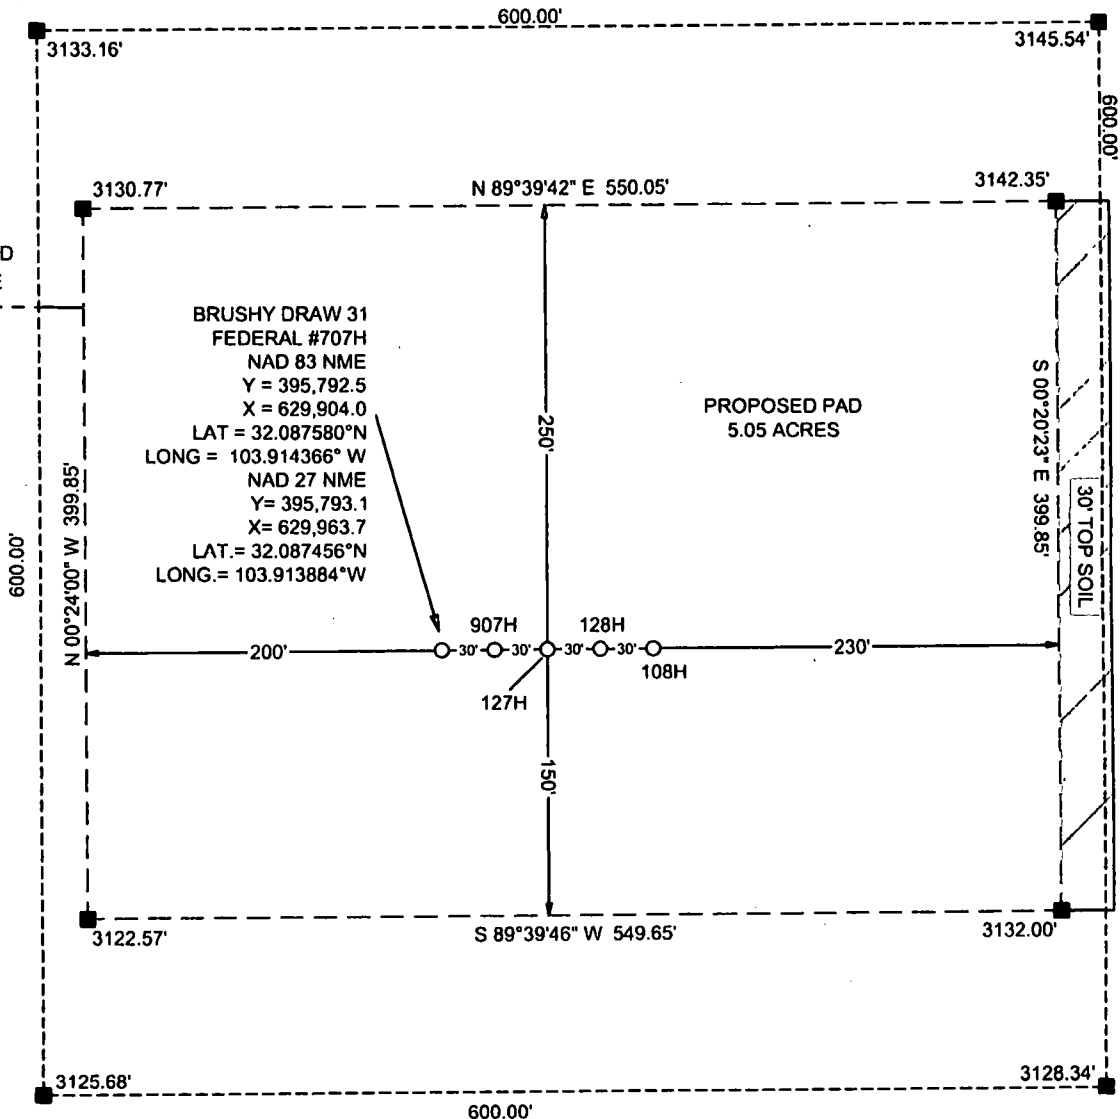 600.00'
3133.16'
3145.54'
600.00'
3130.77'
N 89°39'42" E 550.05'
3142.35'
D
BRUSHY DRAW 31
FEDERAL #707H
NAD 83 NME
Y = 395,792.5
X = 629,904.0
LAT = 32.087580°N
LONG = 103.914366° W
NAD 27 NME
Y= 395,793.1
X= 629,963.7
LAT.= 32.087456°N
LONG.= 103.913884°W
PROPOSED PAD
5.05 ACRES
250'
S 00°20'23" E 399.85'
30' TOP SOIL
600.00'
N 00°24'00" W 399.85'
907H
128H
200'
30'
30'
30'
30'
230'
108H
127H
150'
3122.57'
S 89°39'46" W 549.65'
3132.00'
3125.68'
3128.34'
600.00'